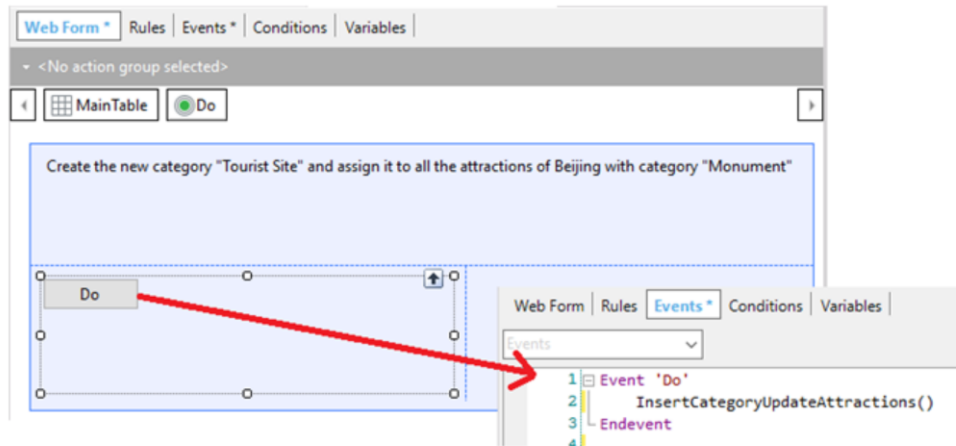 Web Form * Rules Events * Conditions Variables
<No action group selected>
MainTable Do
Create the new category "Tourist Site" and assign it to all the attractions of Beijing with category "Monument"
Do
Web Form Rules Events * Conditions Variables
Events
1 Event 'Do'
2 InsertCategoryUpdateAttractions()
3 Endevent
4